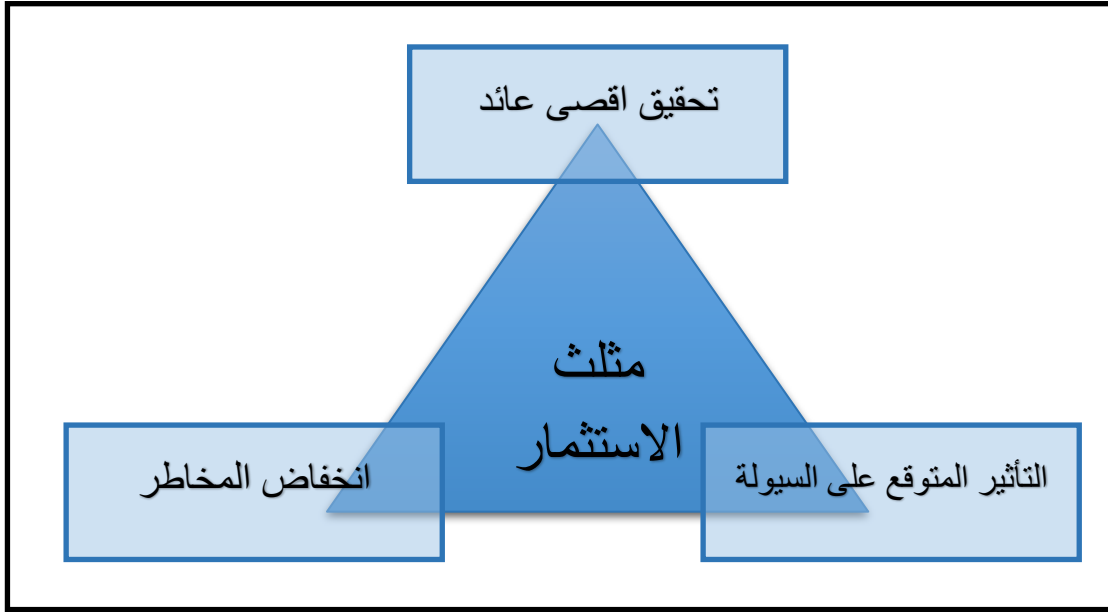 تحقيق اقصى عائد
مثلث
الاستثمار
التأثير المتوقع على السيولة
انخفاض المخاطر